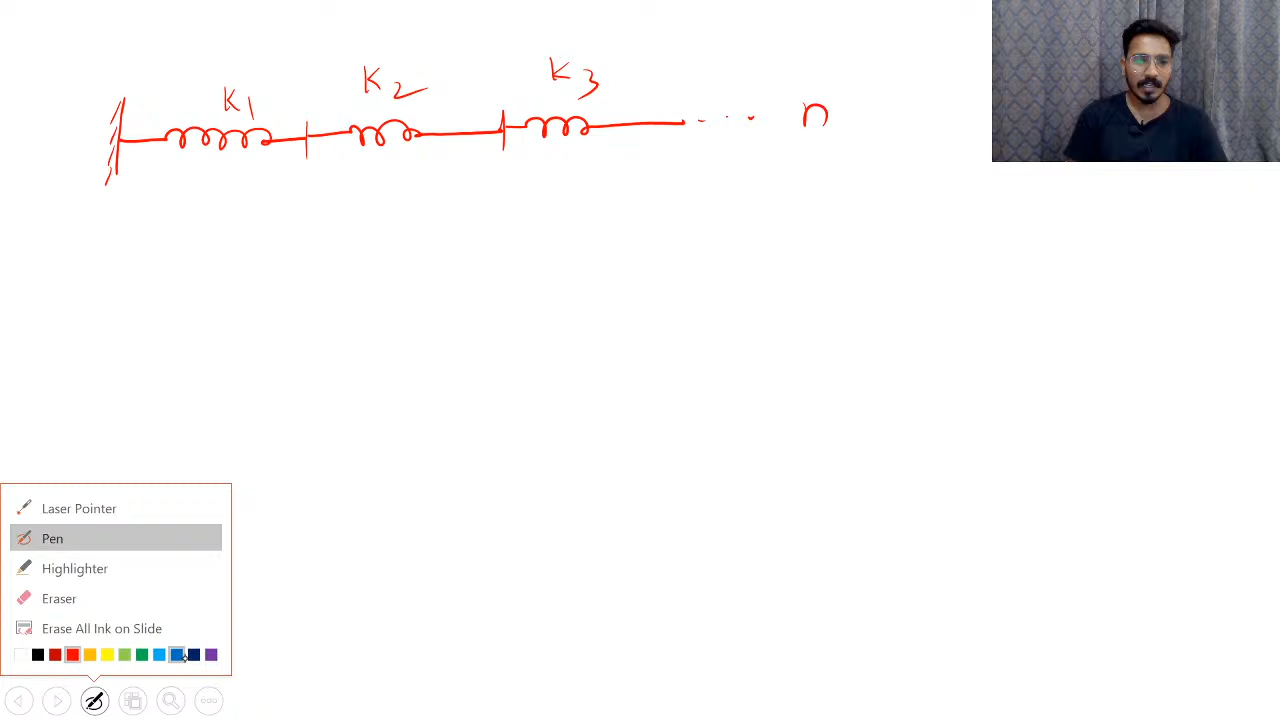 K1 K2 K3 n
Laser Pointer
Pen
Highlighter
Eraser
Erase All Ink on Slide